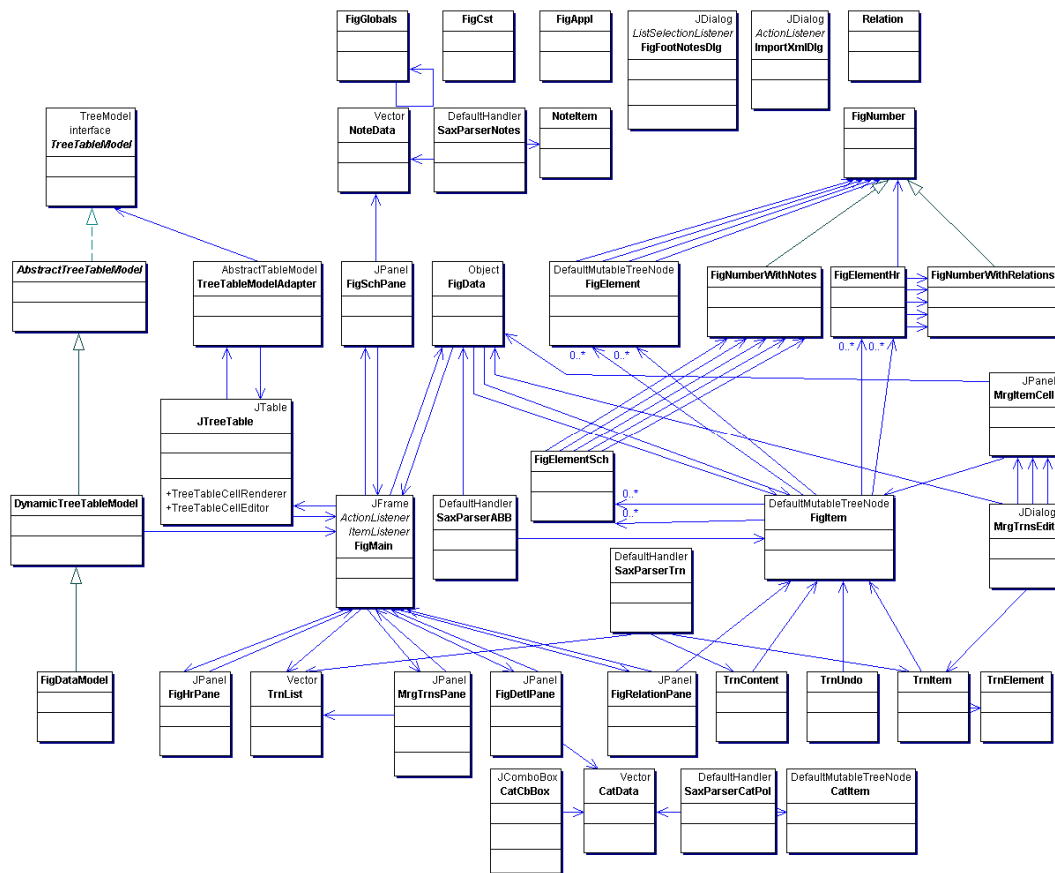 FigGlobals
FigCst
FigAppl
JDialog
ListSelectionListener
FigFootNotesDlg
JDialog
ActionListener
ImportXmlDlg
Relation
TreeModel
interface
TreeTableModel
Vector
NoteData
DefaultHandler
SaxParserNotes
NoteItem
FigNumber
AbstractTreeTableModel
AbstractTableModel
TreeTableModelAdapter
JPanel
FigSchPane
Object
FigData
DefaultMutableTreeNode
FigElement
FigNumberWithNotes
FigElementHr
FigNumberWithRelations
0..*
0..*
0..*
0..*
JPanel
MrgItemCell
JTable
JTreeTable
+TreeTableCellRenderer
+TreeTableCellEditor
FigElementSch
0..*
0..*
DynamicTreeTableModel
JFrame
ActionListener
ItemListener
FigMain
DefaultHandler
SaxParserABB
DefaultMutableTreeNode
FigItem
JDialog
MrgTrnsEdit
DefaultHandler
SaxParserTrn
FigDataModel
JPanel
FigHrPane
Vector
TrnList
JPanel
MrgTrnsPane
JPanel
FigDetlPane
JPanel
FigRelationPane
TrnContent
TrnUndo
TrnItem
TrnElement
JComboBox
CatCbBox
Vector
CatData
DefaultHandler
SaxParserCatPol
DefaultMutableTreeNode
CatItem